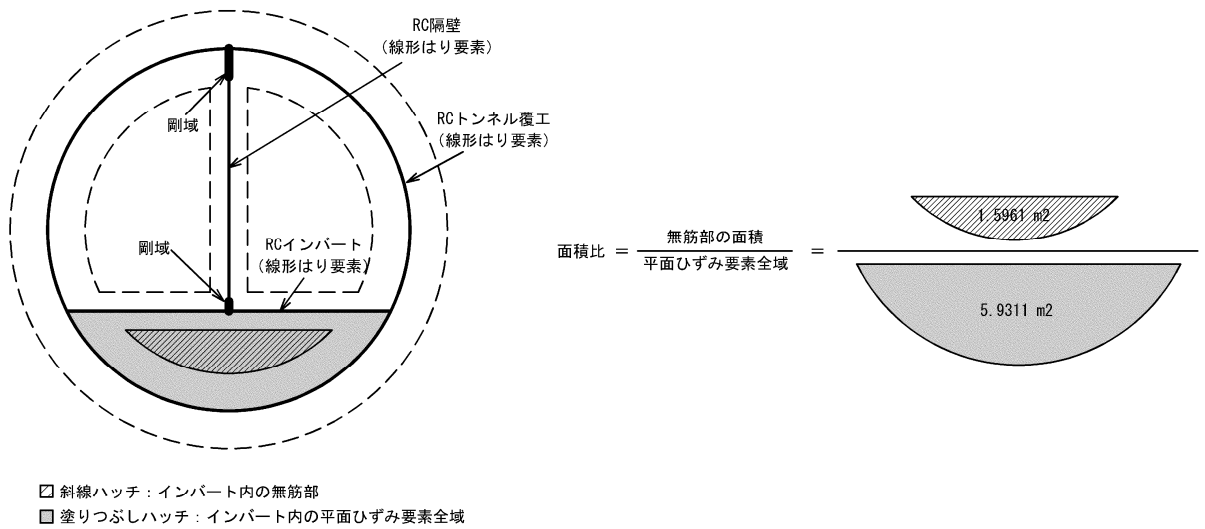 RC隔壁
(線形はり要素)
剛域
RCトンネル覆工
(線形はり要素)
剛域
RCインバート
(線形はり要素)
面積比 = 無筋部の面積 =
平面ひずみ要素全域
1.5961 m2
5.9311 m2
斜線ハッチ：インバート内の無筋部
塗りつぶしハッチ：インバート内の平面ひずみ要素全域